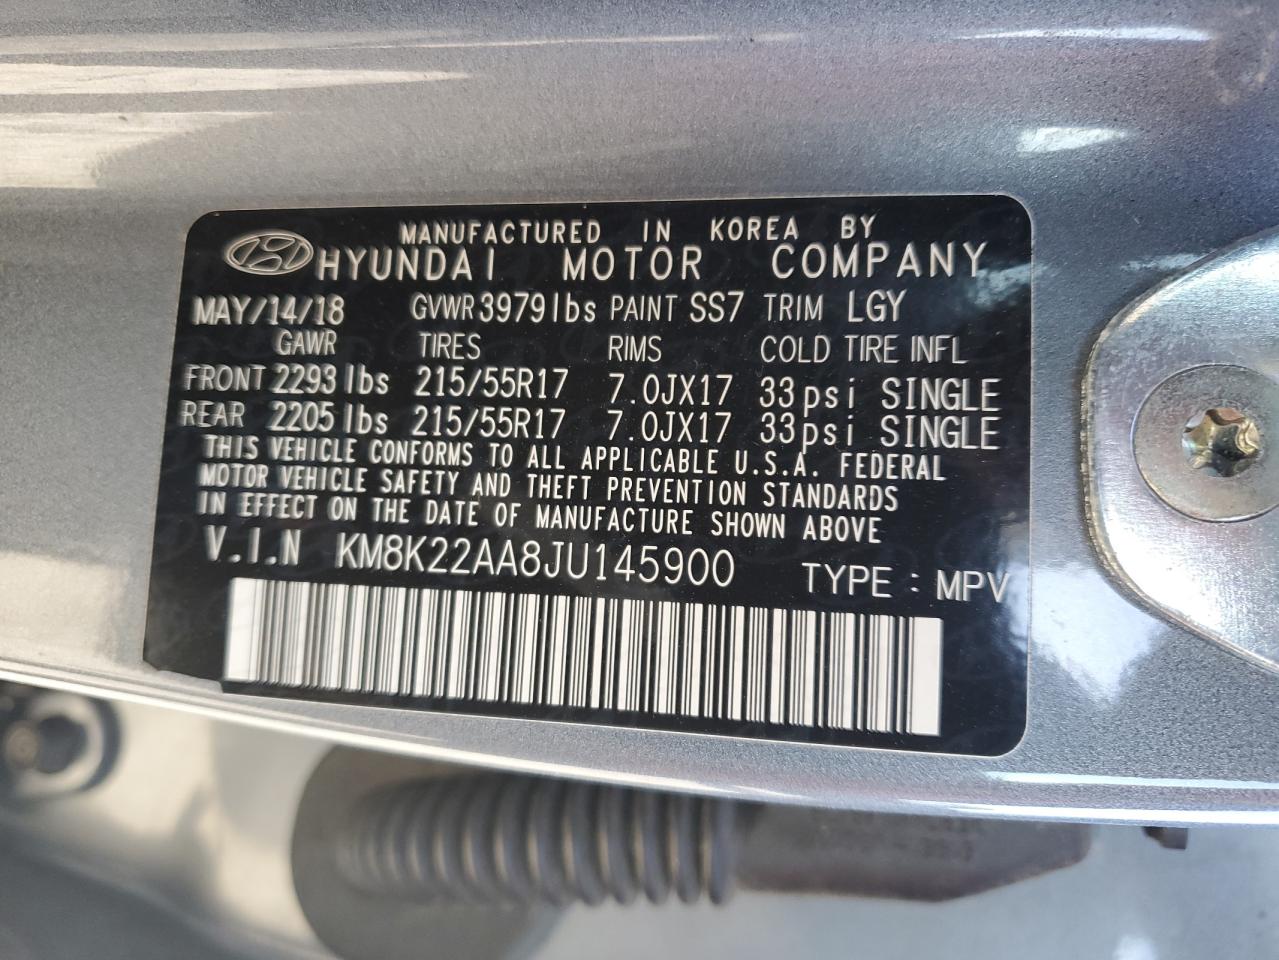 MANUFACTURED IN KOREA BY
HYUNDAI MOTOR COMPANY
MAY/14/18 GVWR 3979lbs PAINT SS7 TRIM LGY
GAWR TIRES RIMS COLD TIRE INFL
FRONT 2293lbs 215/55R17 7.0JX17 33psi SINGLE
REAR 2205lbs 215/55R17 7.0JX17 33psi SINGLE
THIS VEHICLE CONFORMS TO ALL APPLICABLE U.S.A. FEDERAL
MOTOR VEHICLE SAFETY AND THEFT PREVENTION STANDARDS
IN EFFECT ON THE DATE OF MANUFACTURE SHOWN ABOVE
V.I.N KM8K22AA8JU145900 TYPE : MPV